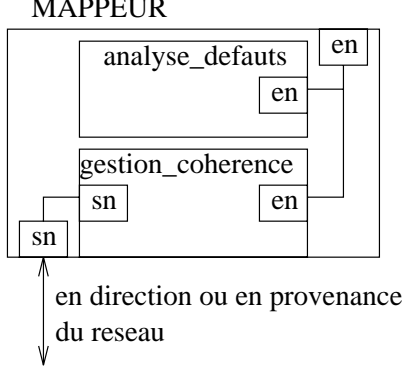 MAPPEUR
en
analyse_defauts
en
gestion_coherence
sn
en
sn
en direction ou en provenance
du reseau